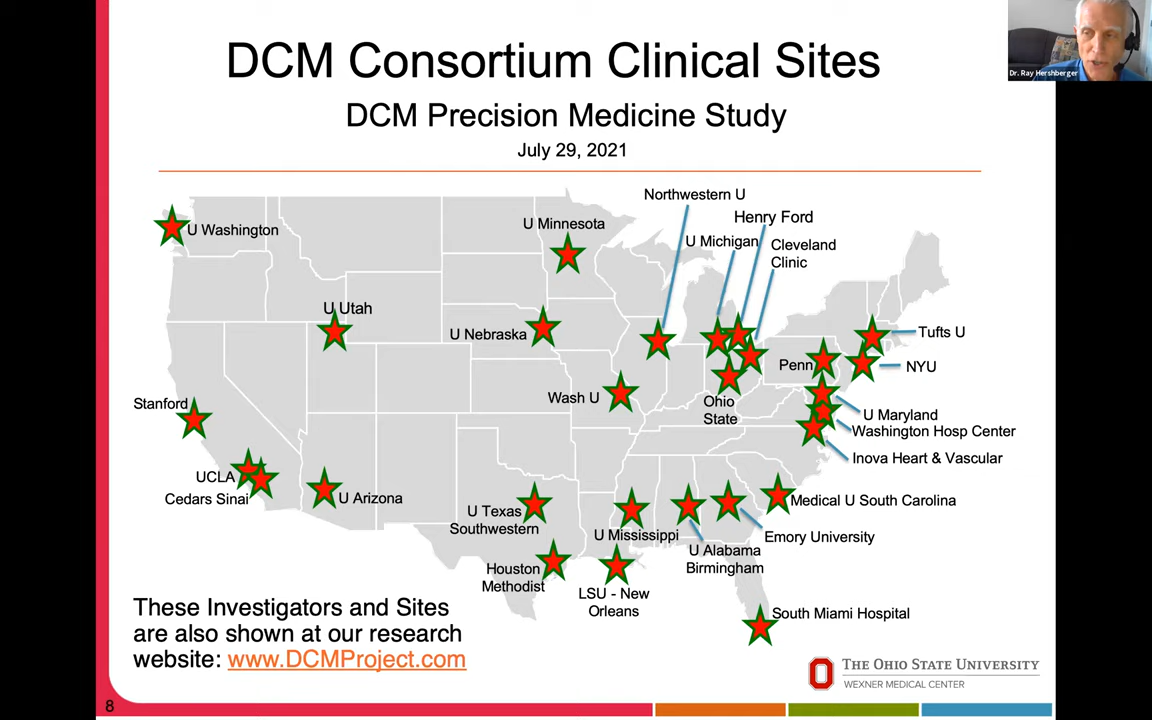 DCM Consortium Clinical Sites
DCM Precision Medicine Study
July 29, 2021
Dr. Ray Hershberger
Northwestern U
Henry Ford
U Michigan
Cleveland
Clinic
U Washington
U Minnesota
U Utah
U Nebraska
Tufts U
Penn
NYU
Wash U
Ohio
State
Stanford
U Maryland
Washington Hosp Center
Inova Heart & Vascular
UCLA
Cedars Sinai
U Arizona
U Texas
Southwestern
U Mississippi
Medical U South Carolina
Emory University
U Alabama
Birmingham
Houston
Methodist
LSU - New
Orleans
South Miami Hospital
These Investigators and Sites
are also shown at our research
website: www.DCMProject.com
THE OHIO STATE UNIVERSITY
WEXNER MEDICAL CENTER
8